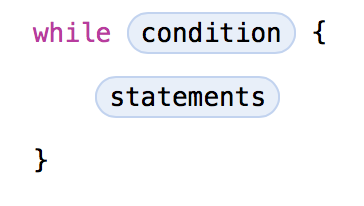 while condition {
statements
}